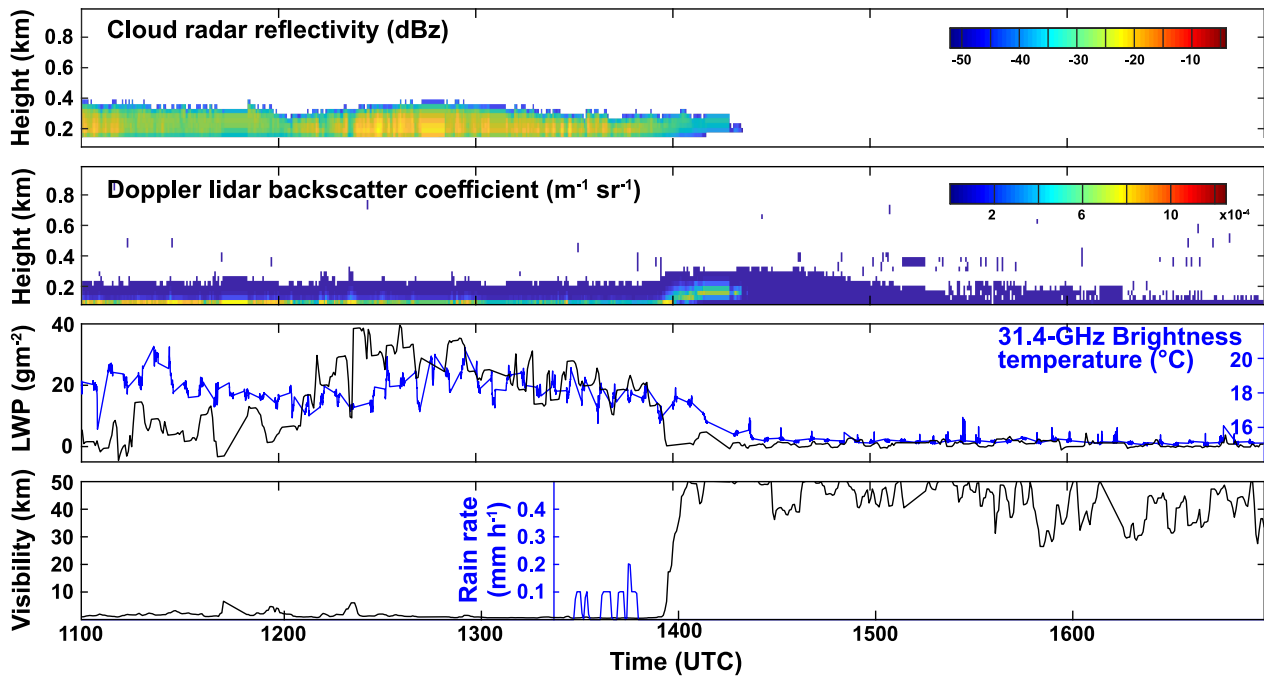 Cloud radar reflectivity (dBz)
Height (km)
0.8
0.6
0.4
0.2
-50 -40 -30 -20 -10
Doppler lidar backscatter coefficient (m⁻¹ sr⁻¹)
Height (km)
0.8
0.6
0.4
0.2
2 6 10 x10⁻⁴
LWP (gm⁻²)
40
20
0
31.4-GHz Brightness
temperature (°C)
20
18
16
Visibility (km)
50
40
30
20
10
Rain rate
(mm h⁻¹)
0.4
0.3
0.2
0.1
1100 1200 1300 1400 1500 1600
Time (UTC)